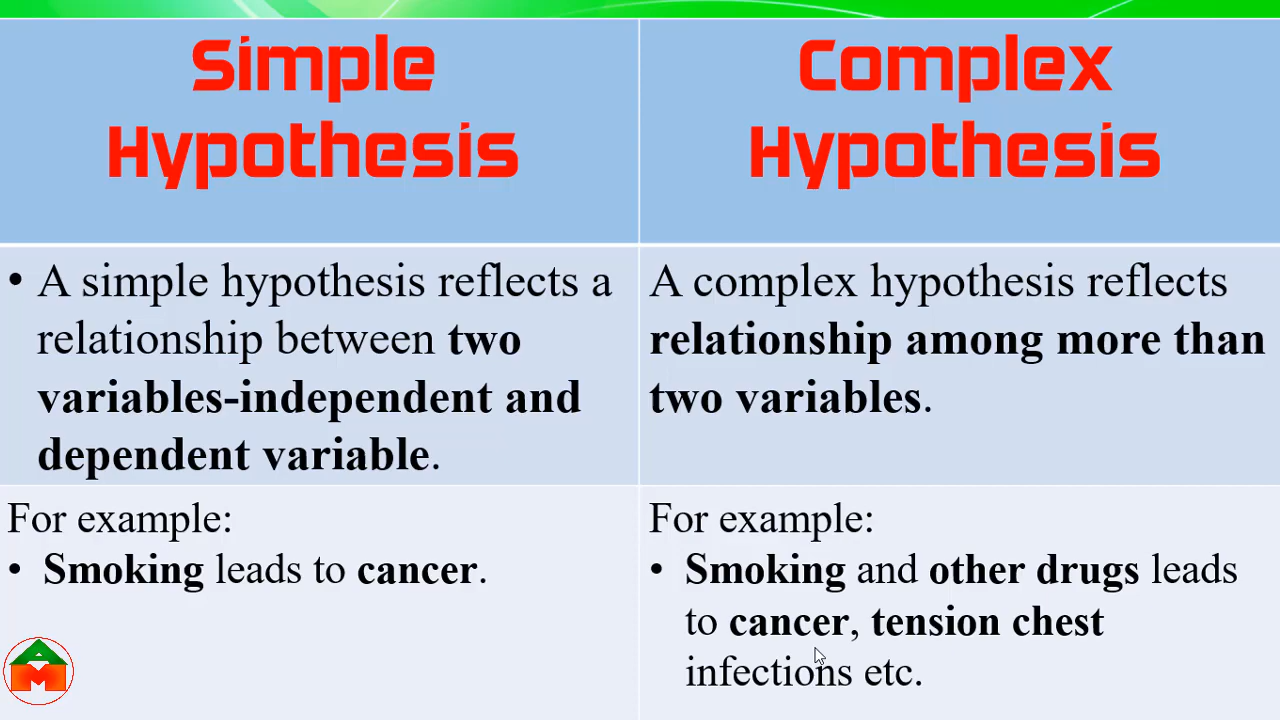 Simple
Hypothesis
Complex
Hypothesis
• A simple hypothesis reflects a
relationship between two
variables-independent and
dependent variable.
A complex hypothesis reflects
relationship among more than
two variables.
For example:
• Smoking leads to cancer.
For example:
• Smoking and other drugs leads
to cancer, tension chest
infections etc.